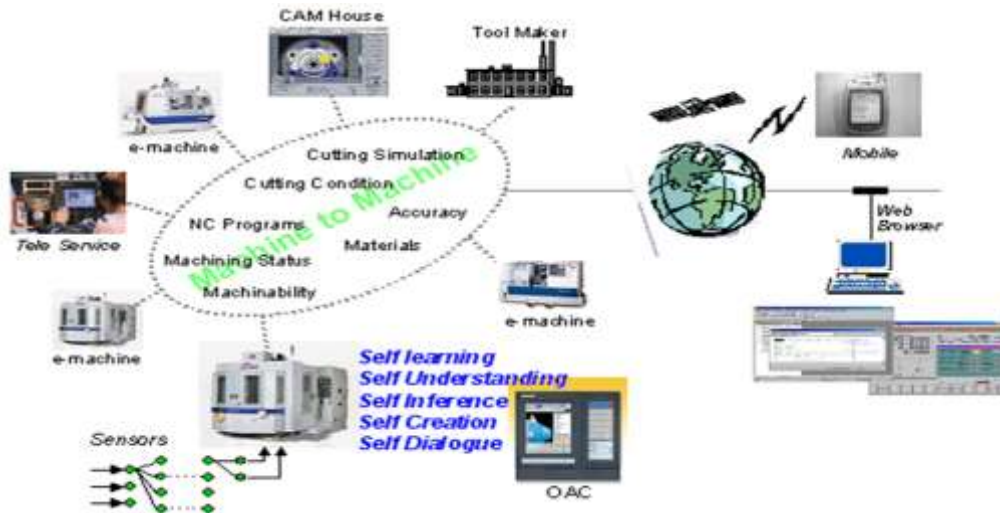 CAM House
Tool Maker
e-machine
Mobile
Cutting Simulation
Cutting Condition
Machine to Machine
Tele Service
NC Programs
Accuracy
Web
Browser
Materials
Machining Status
Machinability
e-machine
e-machine
Self learning
Self Understanding
Self Inference
Self Creation
Self Dialogue
Sensors
OAC